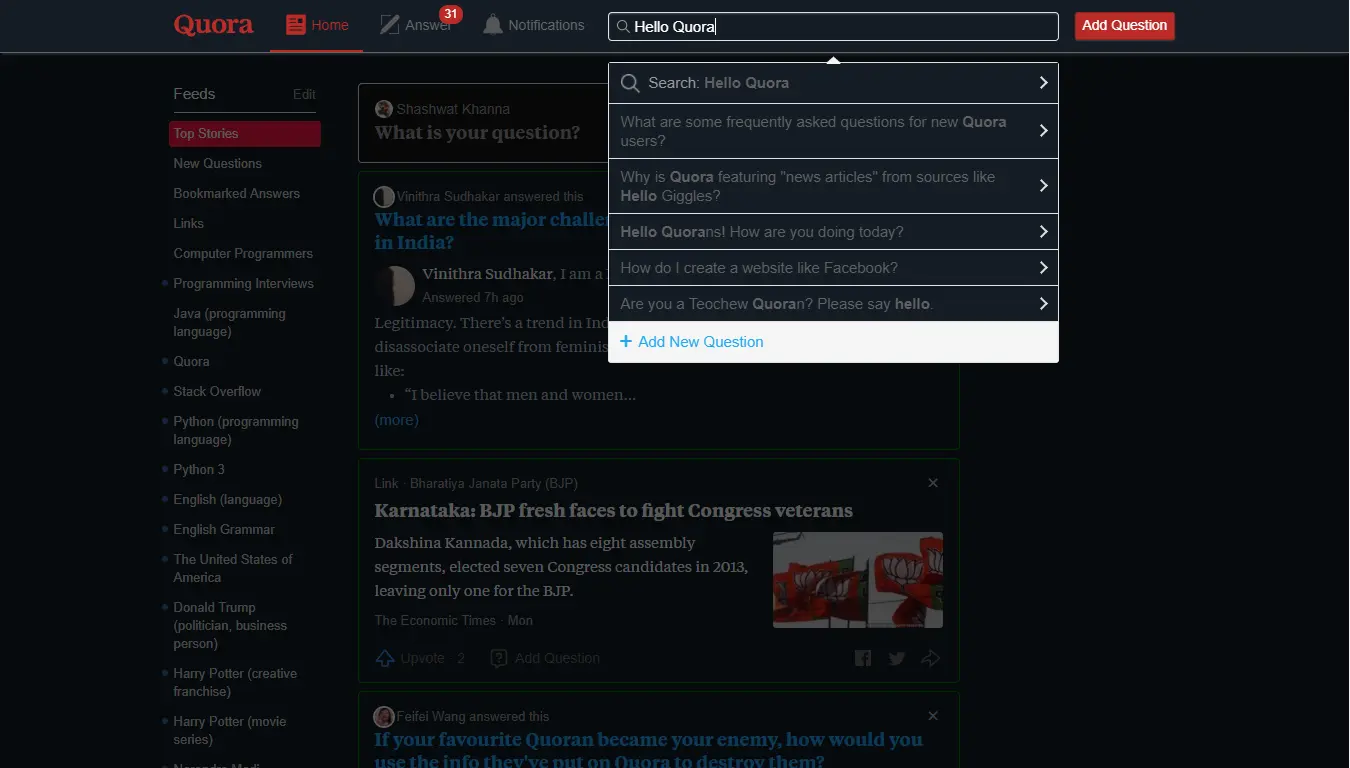 Quora
Home
Answer
31
Notifications
Hello Quora
Add Question
Feeds
Edit
Top Stories
New Questions
Bookmarked Answers
Links
Computer Programmers
Programming Interviews
Java (programming
language)
Quora
Stack Overflow
Python (programming
language)
Python 3
English (language)
English Grammar
The United States of
America
Donald Trump
(politician, business
person)
Harry Potter (creative
franchise)
Harry Potter (movie
series)
Shashwat Khanna
What is your question?
Search: Hello Quora
What are some frequently asked questions for new Quora
users?
Why is Quora featuring "news articles" from sources like
Hello Giggles?
Hello Quorans! How are you doing today?
How do I create a website like Facebook?
Are you a Teochew Quoran? Please say hello.
+ Add New Question
Vinithra Sudhakar answered this
What are the major
in India?
Vinithra Sudhakar, I am a
Answered 7h ago
Legitimacy. There's a trend in
disassociate oneself from
like:
• “I believe that men and women...
(more)
Link · Bharatiya Janata Party (BJP)
Karnataka: BJP fresh faces to fight Congress veterans
Dakshina Kannada, which has eight assembly
segments, elected seven Congress candidates in 2013,
leaving only one for the BJP.
The Economic Times · Mon
Upvote 2
Add Question
Feifei Wang answered this
If your favourite Quoran became your enemy, how would you
use the info they've put on Quora to destroy them?